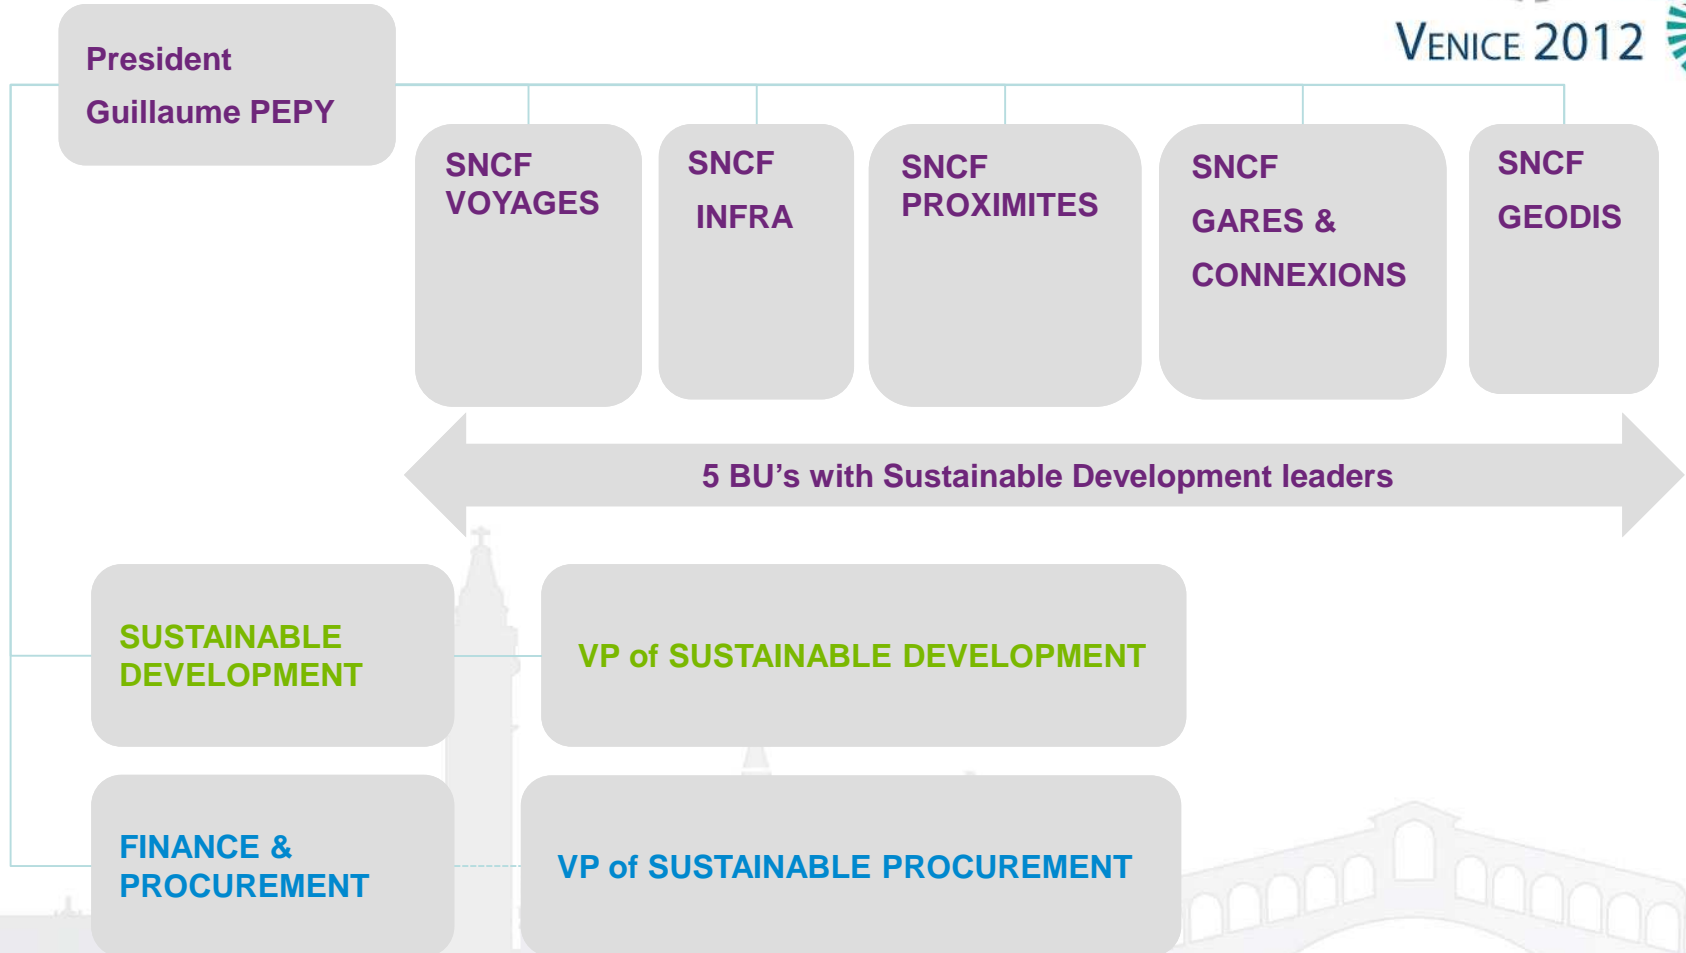 VENICE 2012
President
Guillaume PEPY
SNCF
VOYAGES
SNCF
INFRA
SNCF
PROXIMITES
SNCF
GARES &
CONNEXIONS
SNCF
GEODIS
5 BU’s with Sustainable Development leaders
SUSTAINABLE
DEVELOPMENT
VP of SUSTAINABLE DEVELOPMENT
FINANCE &
PROCUREMENT
VP of SUSTAINABLE PROCUREMENT